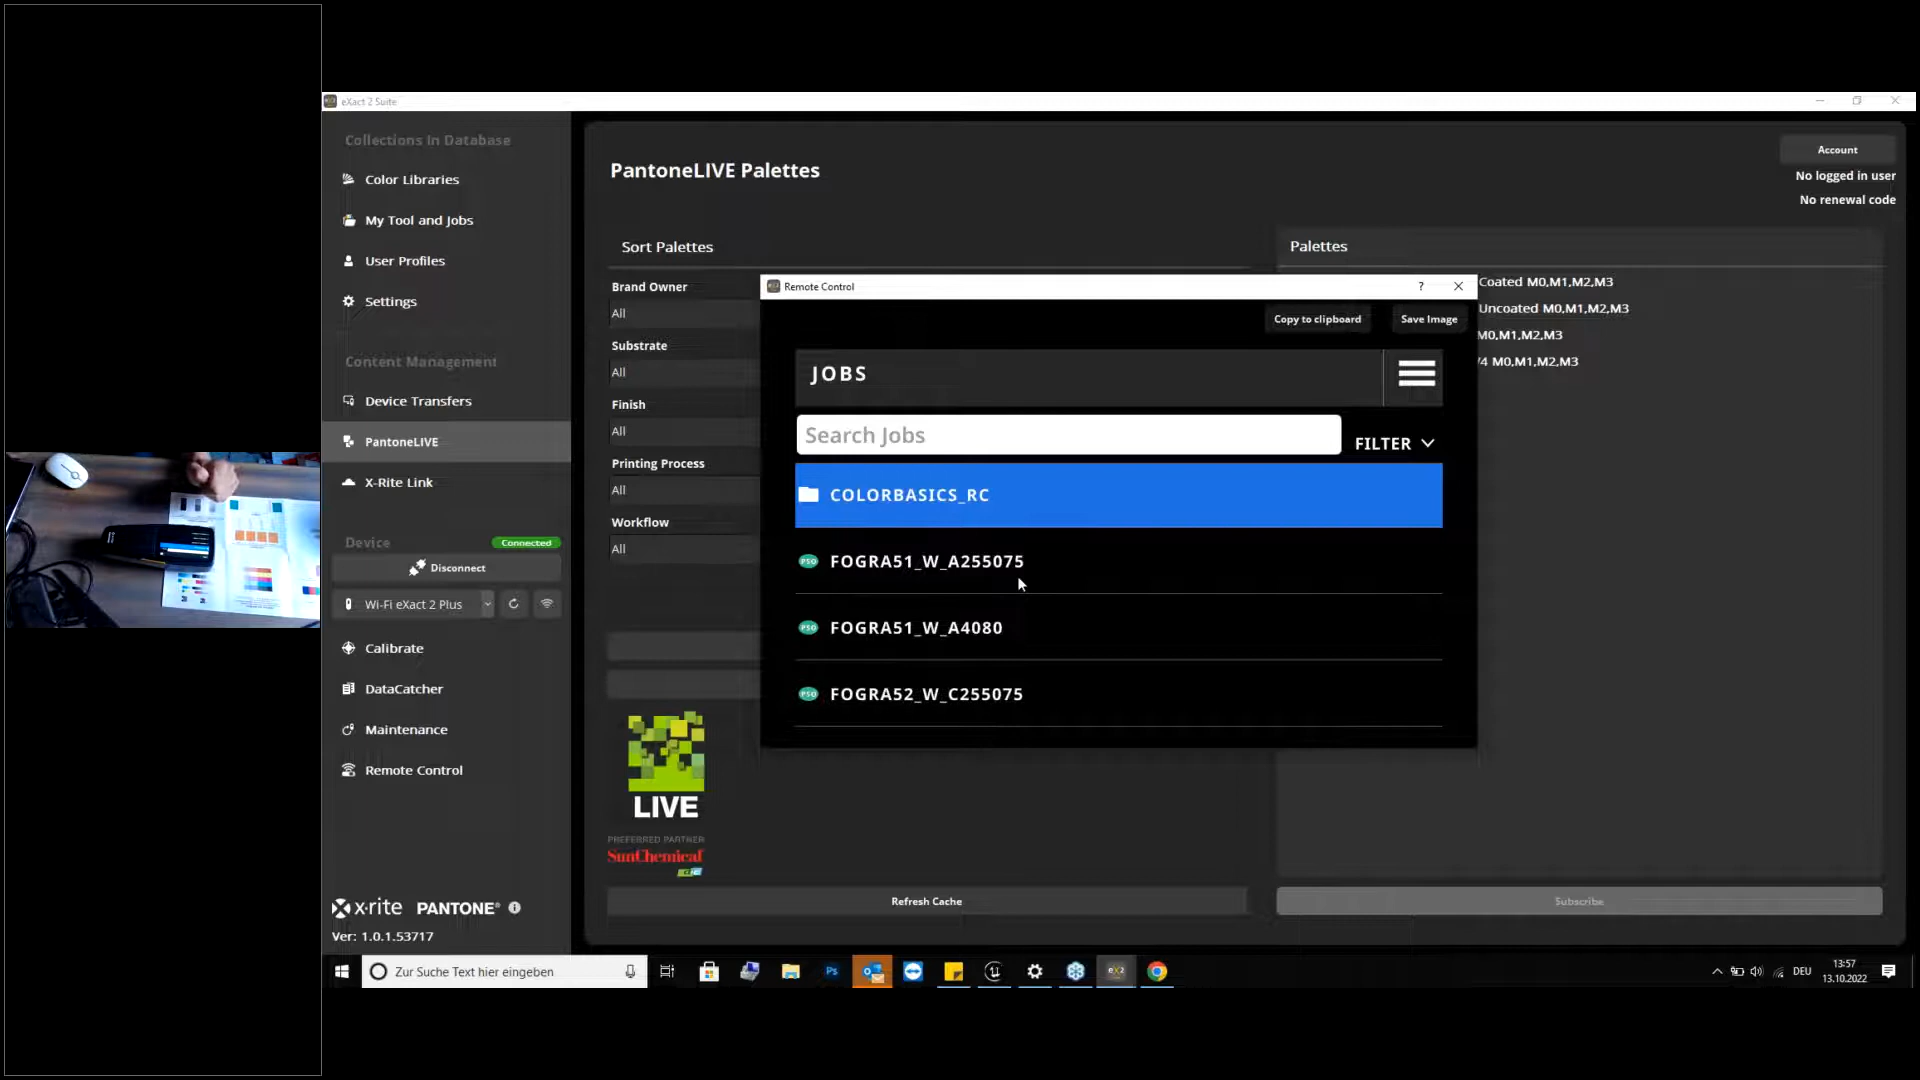 eXact 2 Suite
Collections In Database
Color Libraries
My Tool and Jobs
User Profiles
Settings
Content Management
Device Transfers
PantoneLIVE
X-Rite Link
Device
Connected
Disconnect
Wi-Fi eXact 2 Plus
Calibrate
DataCatcher
Maintenance
Remote Control
x·rite PANTONE®
Ver: 1.0.1.53717
PantoneLIVE Palettes
Account
No logged in user
No renewal code
Sort Palettes
Brand Owner
All
Substrate
All
Finish
All
Printing Process
All
Workflow
All
LIVE
PREFERRED PARTNER
SunChemical
Refresh Cache
Palettes
Coated M0,M1,M2,M3
Uncoated M0,M1,M2,M3
M0,M1,M2,M3
M0,M1,M2,M3
Subscribe
Remote Control
?
Copy to clipboard
Save Image
JOBS
Search Jobs
FILTER
COLORBASICS_RC
PSO FOGRA51_W_A255075
PSO FOGRA51_W_A4080
PSO FOGRA52_W_C255075
Zur Suche Text hier eingeben
Ps
eX2
DEU
13:57
13.10.2022